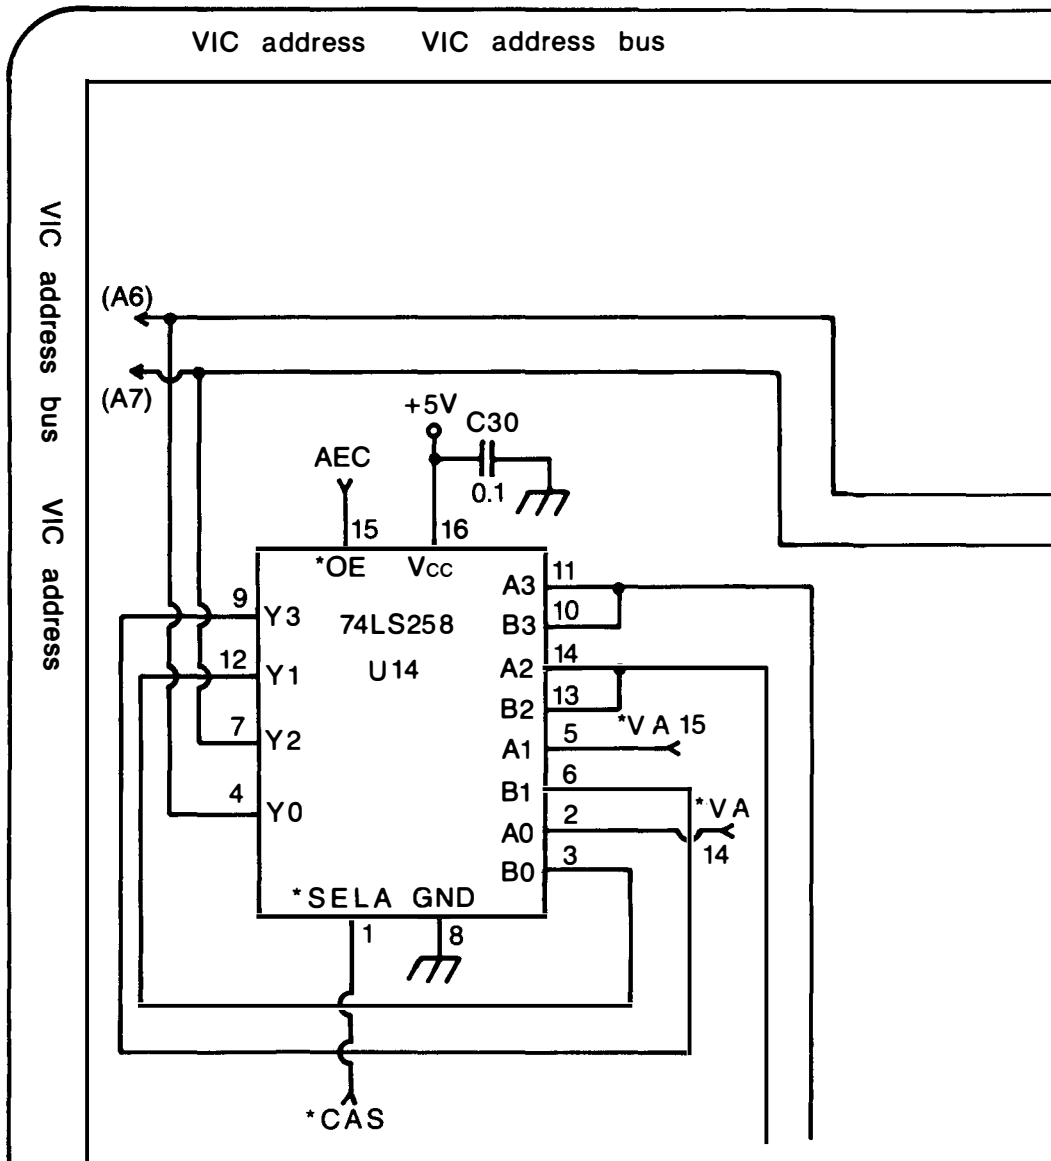 VIC address VIC address bus
VIC address bus VIC address
(A6)
(A7)
+5V
C30
0.1
AEC
15
16
*OE
Vcc
74LS258
U14
9
Y3
12
Y1
7
Y2
4
Y0
A3
11
B3
10
A2
14
B2
13
*VA 15
A1
5
B1
6
*VA
14
A0
2
B0
3
*SELA
GND
1
8
*CAS